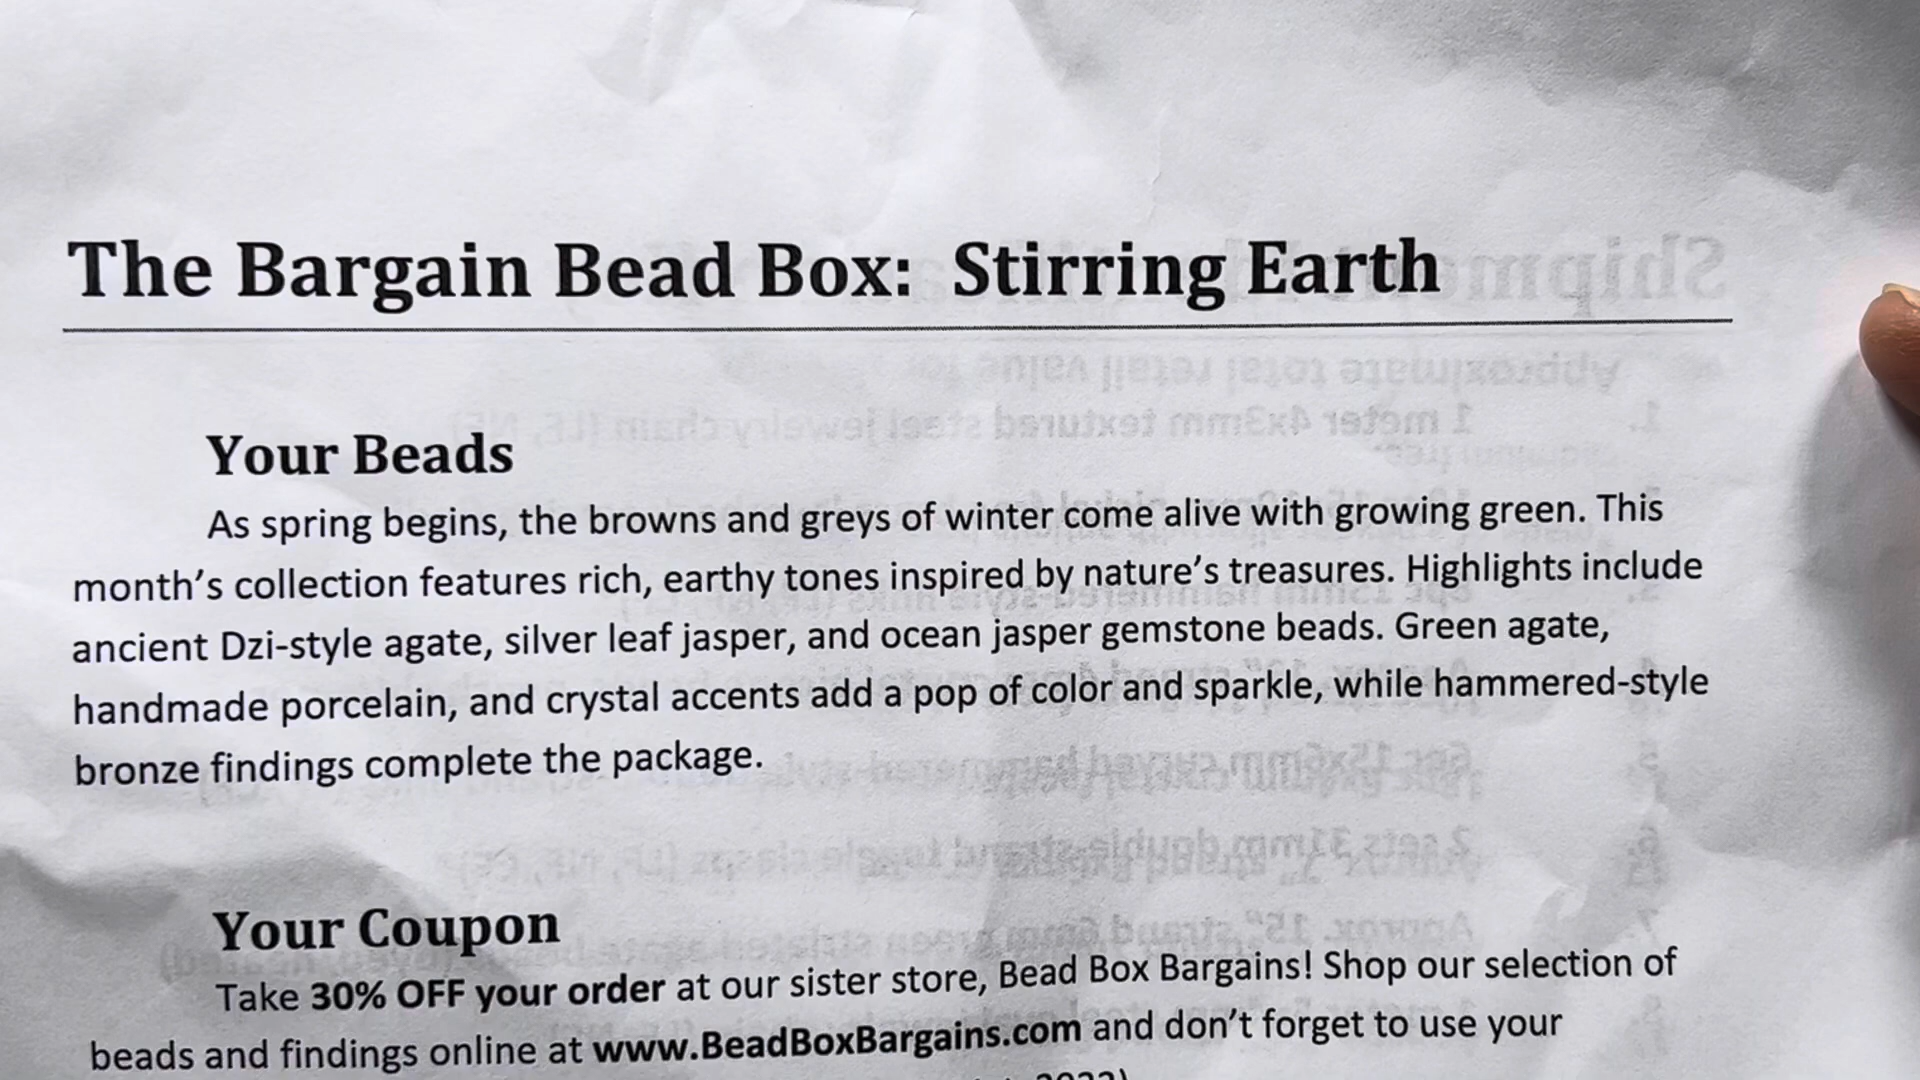 The Bargain Bead Box: Stirring Earth
Your Beads
As spring begins, the browns and greys of winter come alive with growing green. This
month's collection features rich, earthy tones inspired by nature's treasures. Highlights include
ancient Dzi-style agate, silver leaf jasper, and ocean jasper gemstone beads. Green agate,
handmade porcelain, and crystal accents add a pop of color and sparkle, while hammered-style
bronze findings complete the package.
Your Coupon
Take 30% OFF your order at our sister store, Bead Box Bargains! Shop our selection of
beads and findings online at www.BeadBoxBargains.com and don't forget to use your